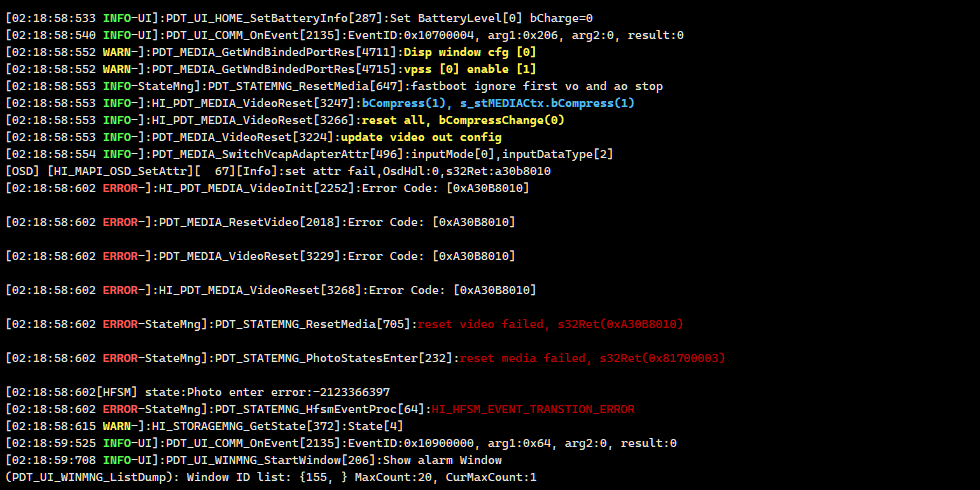 [02:18:58:533 INFO-UI]:PDT_UI_HOME_SetBatteryInfo[287]:Set BatteryLevel[0] bCharge=0
[02:18:58:540 INFO-UI]:PDT_UI_COMM_OnEvent[2135]:EventID:0x10700004, arg1:0x206, arg2:0, result:0
[02:18:58:552 WARN-]:PDT_MEDIA_GetWndBindedPortRes[4711]:Disp window cfg [0]
[02:18:58:552 WARN-]:PDT_MEDIA_GetWndBindedPortRes[4715]:vpss [0] enable [1]
[02:18:58:553 INFO-StateMng]:PDT_STATEMNG_ResetMedia[647]:fastboot ignore first vo and ao stop
[02:18:58:553 INFO-]:HI_PDT_MEDIA_VideoReset[3247]:bCompress(1), s_stMEDIACtx.bCompress(1)
[02:18:58:553 INFO-]:HI_PDT_MEDIA_VideoReset[3266]:reset all, bCompressChange(0)
[02:18:58:553 INFO-]:PDT_MEDIA_VideoReset[3224]:update video out config
[02:18:58:554 INFO-]:PDT_MEDIA_SwitchVcapAdapterAttr[496]:inputMode[0],inputDataType[2]
[OSD] [HI_MAPI_OSD_SetAttr][  67][Info]:set attr fail,OsdHdl:0,s32Ret:a30b8010
[02:18:58:602 ERROR-]:HI_PDT_MEDIA_VideoInit[2252]:Error Code: [0xA30B8010]
[02:18:58:602 ERROR-]:PDT_MEDIA_ResetVideo[2018]:Error Code: [0xA30B8010]
[02:18:58:602 ERROR-]:PDT_MEDIA_VideoReset[3229]:Error Code: [0xA30B8010]
[02:18:58:602 ERROR-]:HI_PDT_MEDIA_VideoReset[3268]:Error Code: [0xA30B8010]
[02:18:58:602 ERROR-StateMng]:PDT_STATEMNG_ResetMedia[705]:reset video failed, s32Ret(0xA30B8010)
[02:18:58:602 ERROR-StateMng]:PDT_STATEMNG_PhotoStatesEnter[232]:reset media failed, s32Ret(0x81700003)
[02:18:58:602[HFSM] state:Photo enter error:-2123366397
[02:18:58:602 ERROR-StateMng]:PDT_STATEMNG_HfsmEventProc[64]:HI_HFSM_EVENT_TRANSTION_ERROR
[02:18:58:615 WARN-]:HI_STORAGEMNG_GetState[372]:State[4]
[02:18:59:525 INFO-UI]:PDT_UI_COMM_OnEvent[2135]:EventID:0x10900000, arg1:0x64, arg2:0, result:0
[02:18:59:708 INFO-UI]:PDT_UI_WINMNG_StartWindow[206]:Show alarm Window
(PDT_UI_WINMNG_ListDump): Window ID list: {155, } MaxCount:20, CurMaxCount:1